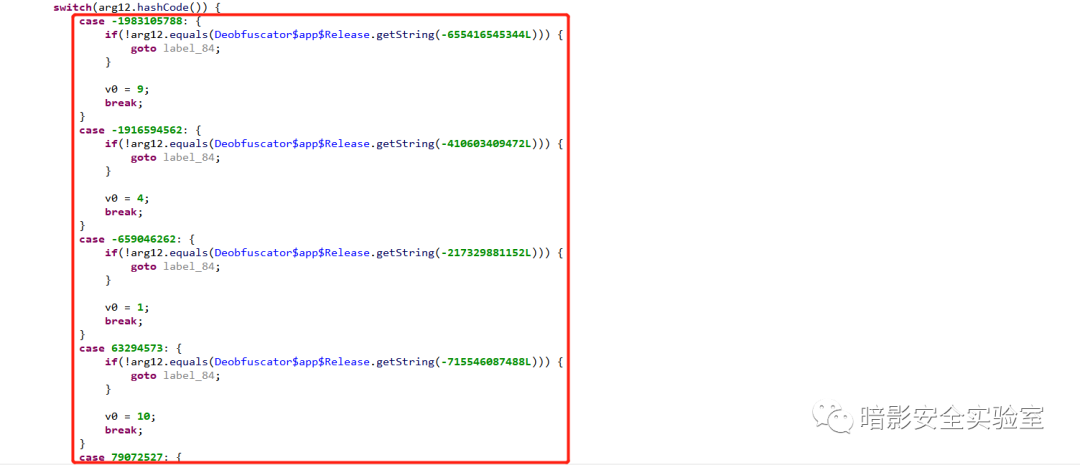 switch(arg12.hashCode()) {
case -1983105788: {
if(!arg12.equals(Deobfuscator$app$Release.getString(-655416545344L))) {
goto label_84;
}
v0 = 9;
break;
}
case -1916594562: {
if(!arg12.equals(Deobfuscator$app$Release.getString(-410603409472L))) {
goto label_84;
}
v0 = 4;
break;
}
case -659046262: {
if(!arg12.equals(Deobfuscator$app$Release.getString(-217329881152L))) {
goto label_84;
}
v0 = 1;
break;
}
case 63294573: {
if(!arg12.equals(Deobfuscator$app$Release.getString(-715546087488L))) {
goto label_84;
}
v0 = 10;
break;
}
case 79072527: {
暗影安全实验室